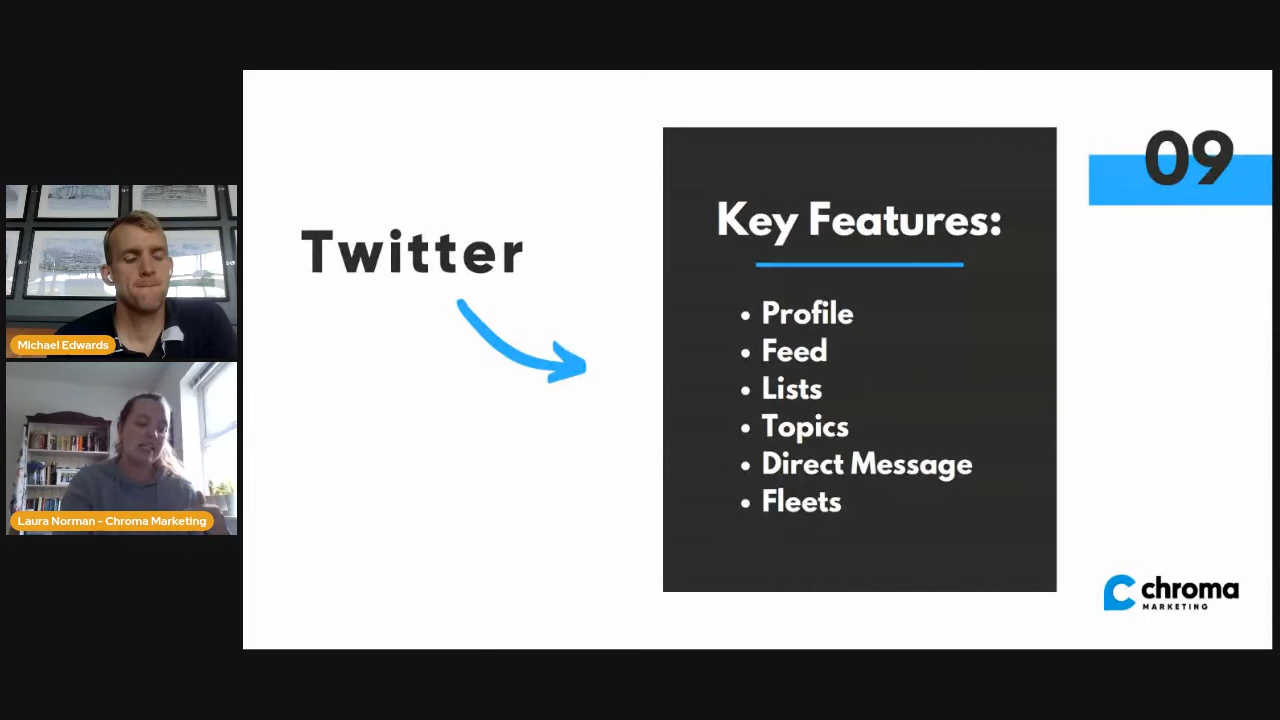 Michael Edwards
Laura Norman - Chroma Marketing
Twitter
Key Features:
• Profile
• Feed
• Lists
• Topics
• Direct Message
• Fleets
09
chroma
MARKETING